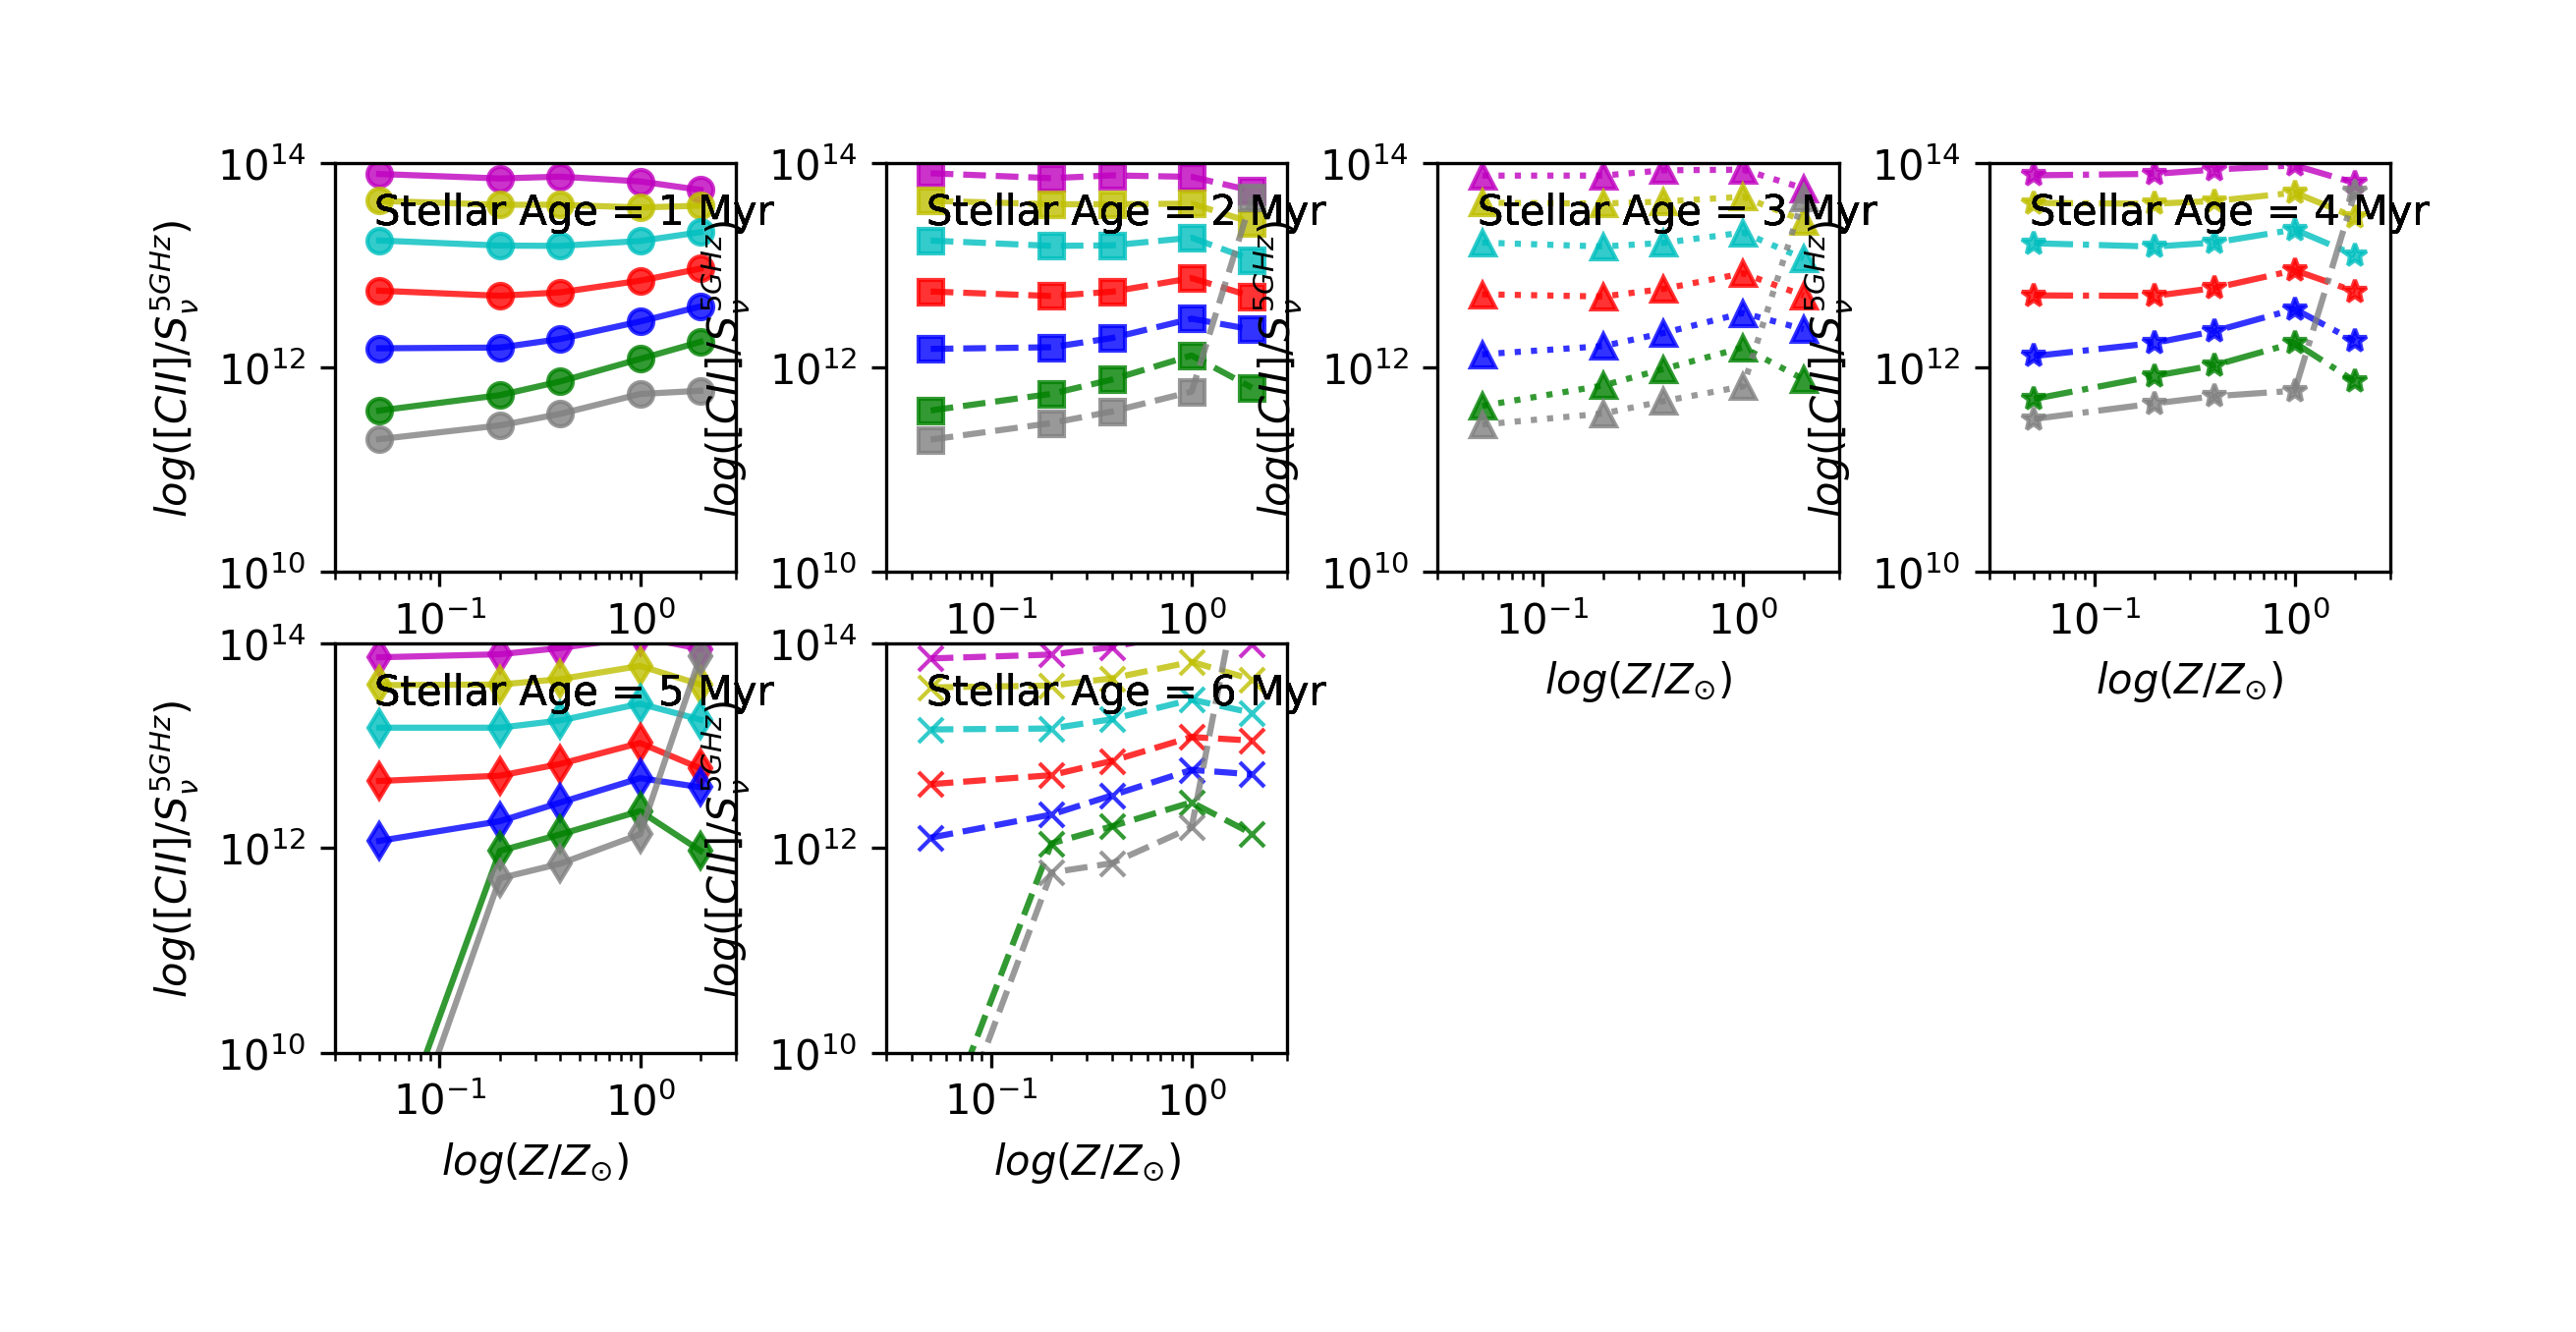 10^14
10^12
10^10
log([CII]/S_ν^5GHz)
Stellar Age = 1 Myr
10^−1
10^0
10^14
10^12
10^10
log([CII]/S_ν^5GHz)
Stellar Age = 2 Myr
10^−1
10^0
10^14
10^12
10^10
log([CII]/S_ν^5GHz)
Stellar Age = 3 Myr
10^−1
10^0
log(Z/Z_⊙)
10^14
10^12
10^10
log([CII]/S_ν^5GHz)
Stellar Age = 4 Myr
10^−1
10^0
log(Z/Z_⊙)
10^14
10^12
10^10
log([CII]/S_ν^5GHz)
Stellar Age = 5 Myr
10^−1
10^0
log(Z/Z_⊙)
10^14
10^12
10^10
log([CII]/S_ν^5GHz)
Stellar Age = 6 Myr
10^−1
10^0
log(Z/Z_⊙)